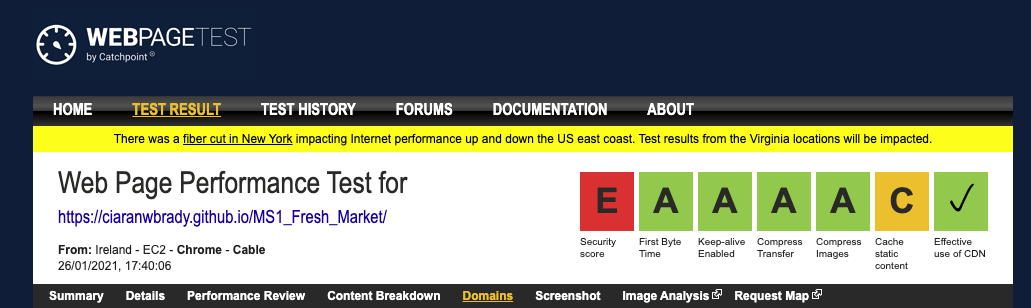 WEBPAGETEST
by Catchpoint ®
HOME TEST RESULT TEST HISTORY FORUMS DOCUMENTATION ABOUT
There was a fiber cut in New York impacting Internet performance up and down the US east coast. Test results from the Virginia locations will be impacted.
Web Page Performance Test for
https://ciaranwbrady.github.io/MS1_Fresh_Market/
From: Ireland - EC2 - Chrome - Cable
26/01/2021, 17:40:06
E A A A A C ✓
Security score
First Byte Time
Keep-alive Enabled
Compress Transfer
Compress Images
Cache static content
Effective use of CDN
Summary Details Performance Review Content Breakdown Domains Screenshot Image Analysis Request Map